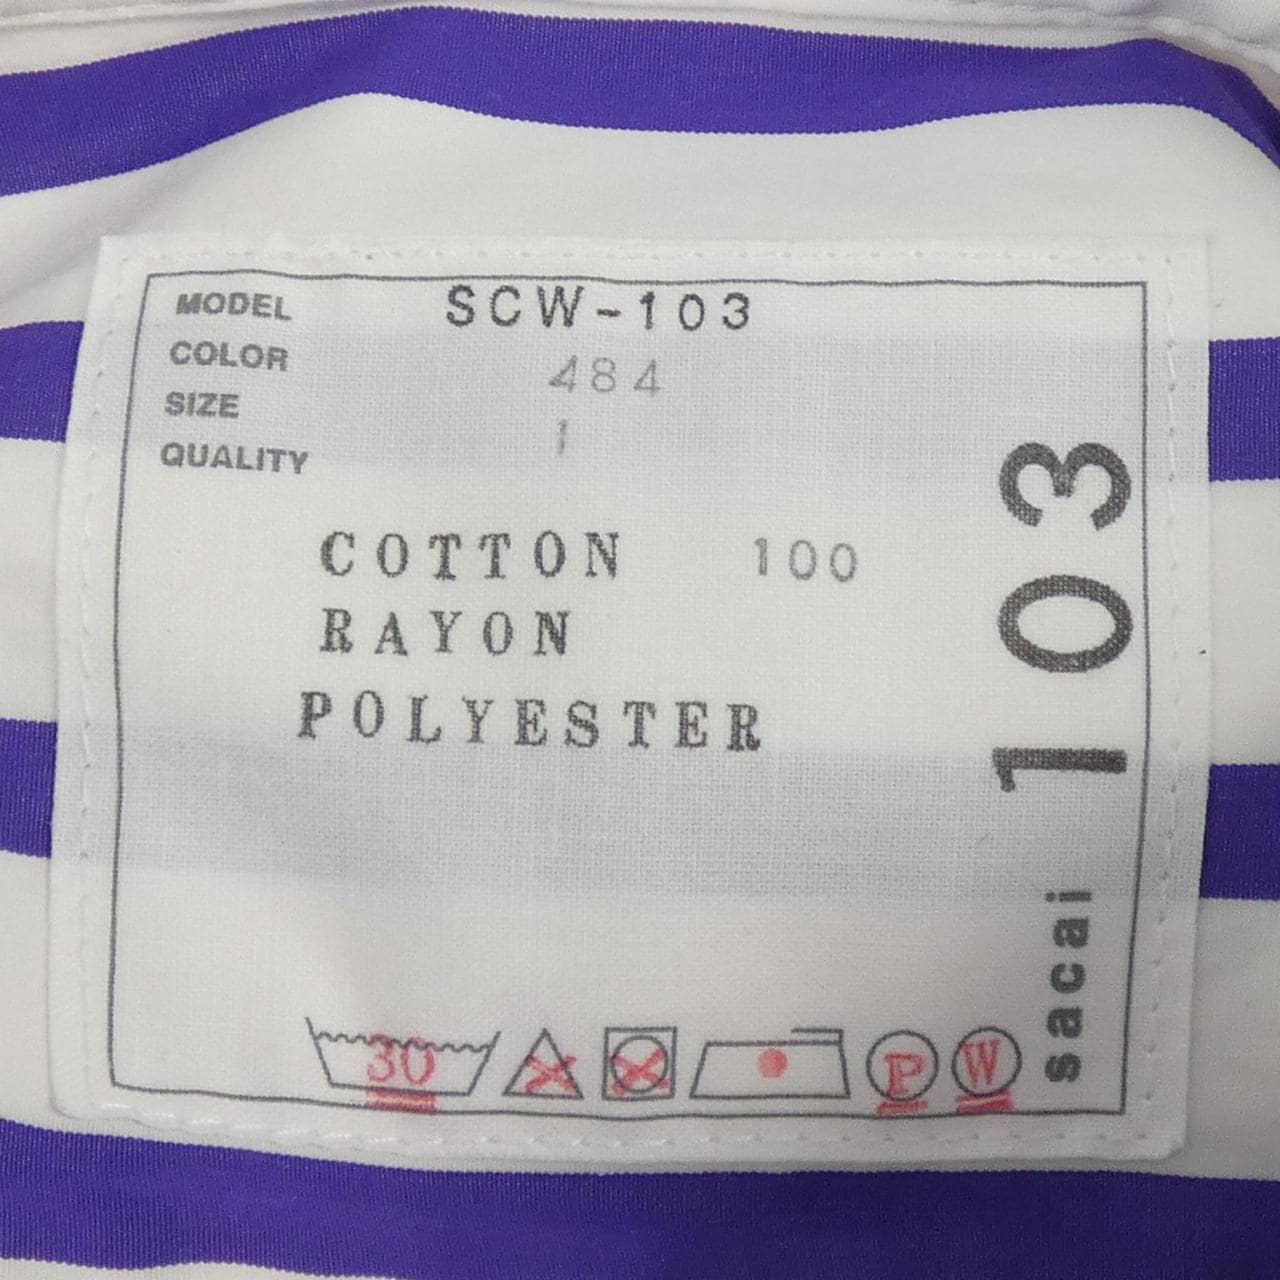 MODEL SCW-103
COLOR 484
SIZE 1
QUALITY
COTTON 100
RAYON
POLYESTER
30 P W
sacai 103